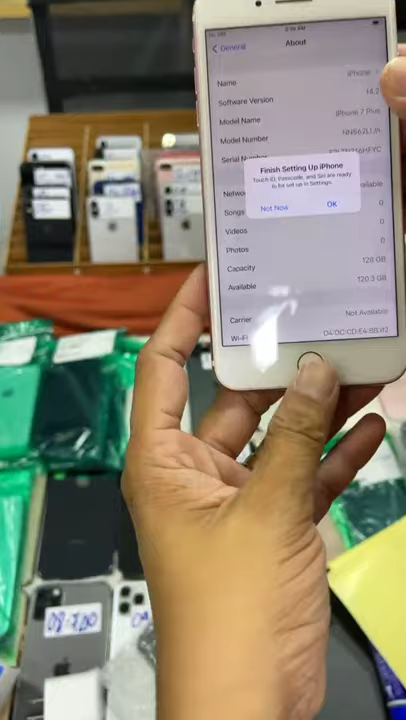 General
About
Name
iPhone
Software Version
14.2
Model Name
iPhone 7 Plus
Model Number
Serial
Finish Setting Up iPhone
Touch ID, Passcode, and Siri are ready
to be set up in Settings.
Not Now
OK
Songs
0
Videos
0
Photos
0
Capacity
128 GB
Available
120.3 GB
Carrier
Not Available
Wi-Fi